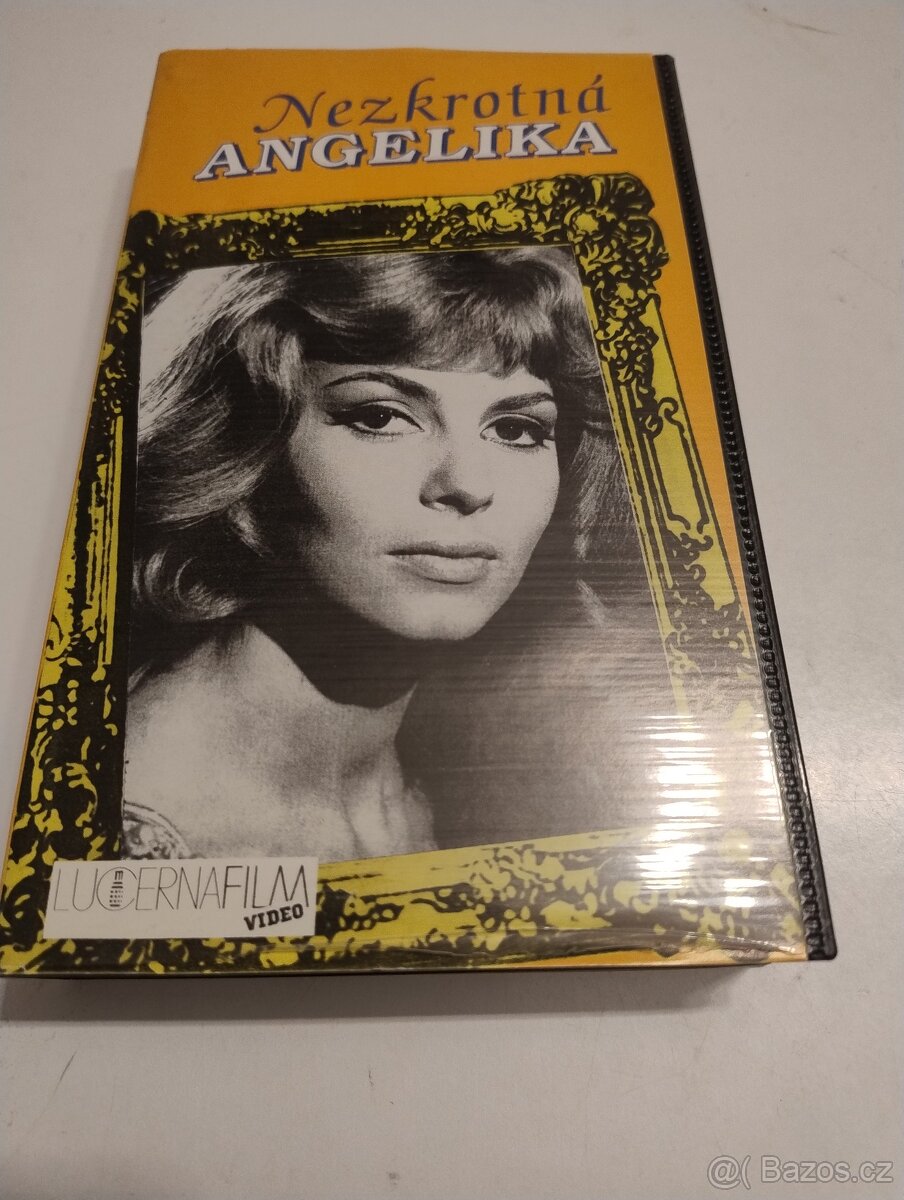 Nezkrotná
ANGELIKA
LUCERNAFILM
VIDEO
@( Bazos.cz